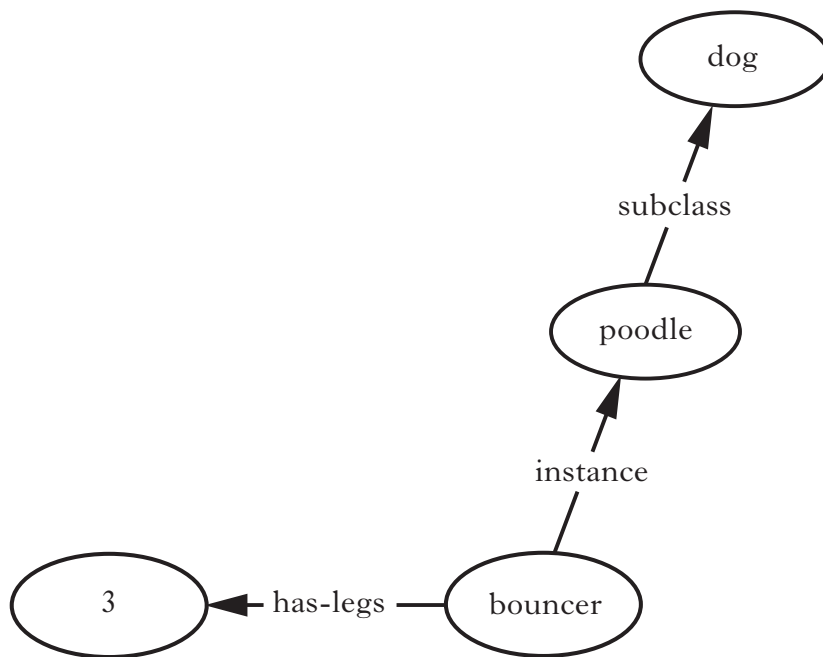 dog
subclass
poodle
instance
3
has-legs
bouncer